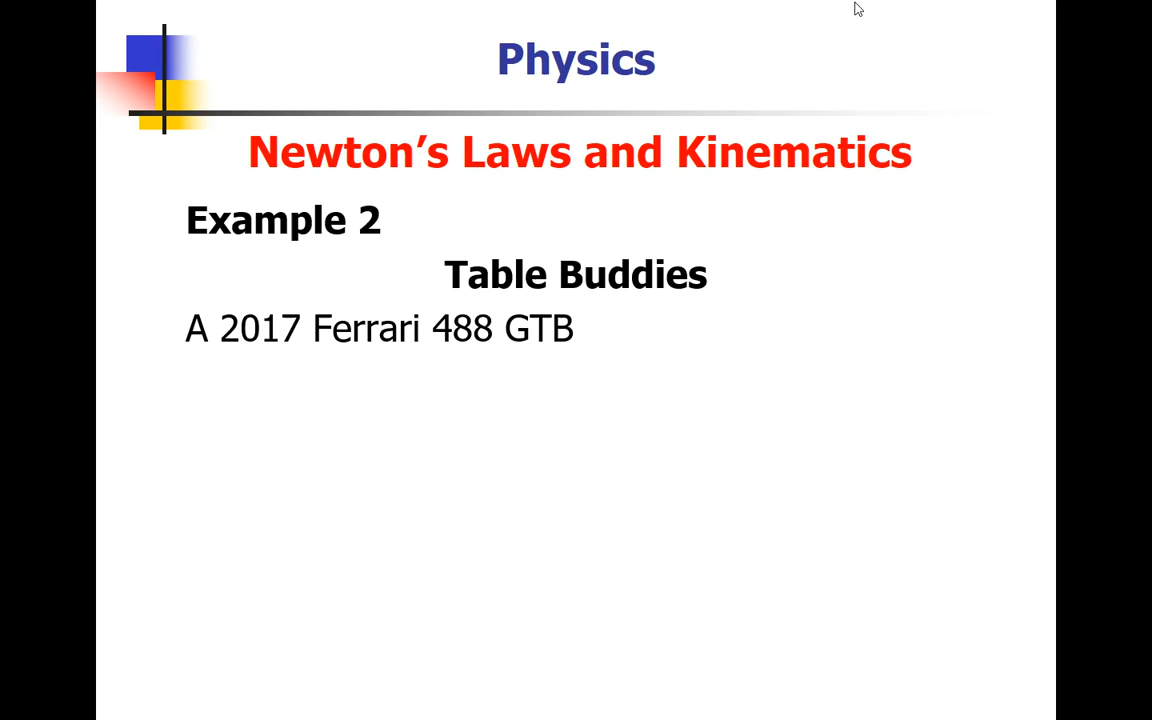 Physics
Newton’s Laws and Kinematics
Example 2
Table Buddies
A 2017 Ferrari 488 GTB